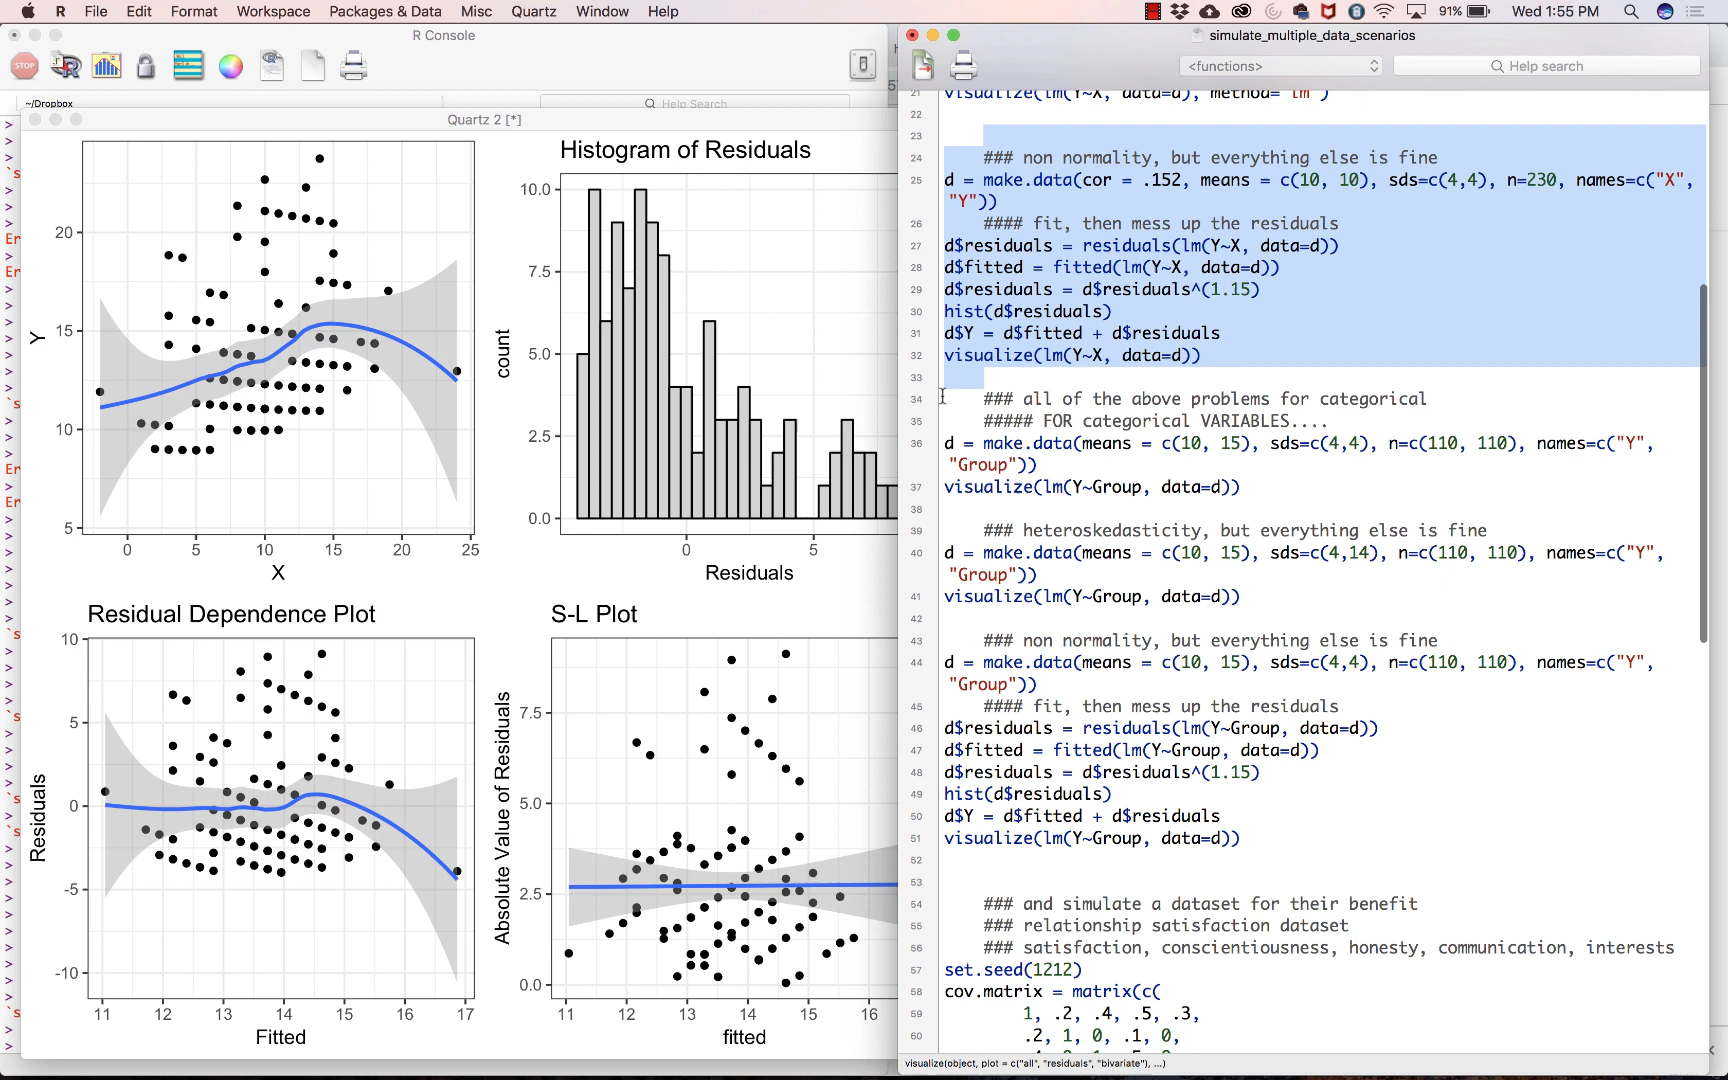 R File Edit Format Workspace Packages & Data Misc Quartz Window Help 91% Wed 1:55 PM
R Console
STOP
~/Dropbox
Help Search
Quartz 2 [*]
Y
20
15
10
5
0 5 10 15 20 25
X
Histogram of Residuals
count
10.0
7.5
5.0
2.5
0.0
0 5
Residuals
Residual Dependence Plot
Residuals
10
5
0
-5
-10
11 12 13 14 15 16 17
Fitted
S-L Plot
Absolute Value of Residuals
7.5
5.0
2.5
0.0
11 12 13 14 15 16
fitted
simulate_multiple_data_scenarios
<functions>
Help search
21 visualize(lm(Y~X, data=d), method="lm")
22
23
24 ### non normality, but everything else is fine
25 d = make.data(cor = .152, means = c(10, 10), sds=c(4,4), n=230, names=c("X",
"Y"))
26 #### fit, then mess up the residuals
27 d$residuals = residuals(lm(Y~X, data=d))
28 d$fitted = fitted(lm(Y~X, data=d))
29 d$residuals = d$residuals^(1.15)
30 hist(d$residuals)
31 d$Y = d$fitted + d$residuals
32 visualize(lm(Y~X, data=d))
33
34 ### all of the above problems for categorical
35 ##### FOR categorical VARIABLES....
36 d = make.data(means = c(10, 15), sds=c(4,4), n=c(110, 110), names=c("Y",
"Group"))
37 visualize(lm(Y~Group, data=d))
38
39 ### heteroskedasticity, but everything else is fine
40 d = make.data(means = c(10, 15), sds=c(4,14), n=c(110, 110), names=c("Y",
"Group"))
41 visualize(lm(Y~Group, data=d))
42
43 ### non normality, but everything else is fine
44 d = make.data(means = c(10, 15), sds=c(4,4), n=c(110, 110), names=c("Y",
"Group"))
45 #### fit, then mess up the residuals
46 d$residuals = residuals(lm(Y~Group, data=d))
47 d$fitted = fitted(lm(Y~Group, data=d))
48 d$residuals = d$residuals^(1.15)
49 hist(d$residuals)
50 d$Y = d$fitted + d$residuals
51 visualize(lm(Y~Group, data=d))
52
53
54 ### and simulate a dataset for their benefit
55 ### relationship satisfaction dataset
56 ### satisfaction, conscientiousness, honesty, communication, interests
57 set.seed(1212)
58 cov.matrix = matrix(c(
59 1, .2, .4, .5, .3,
60 .2, 1, 0, .1, 0,
visualize(object, plot = c("all", "residuals", "bivariate"), ...)